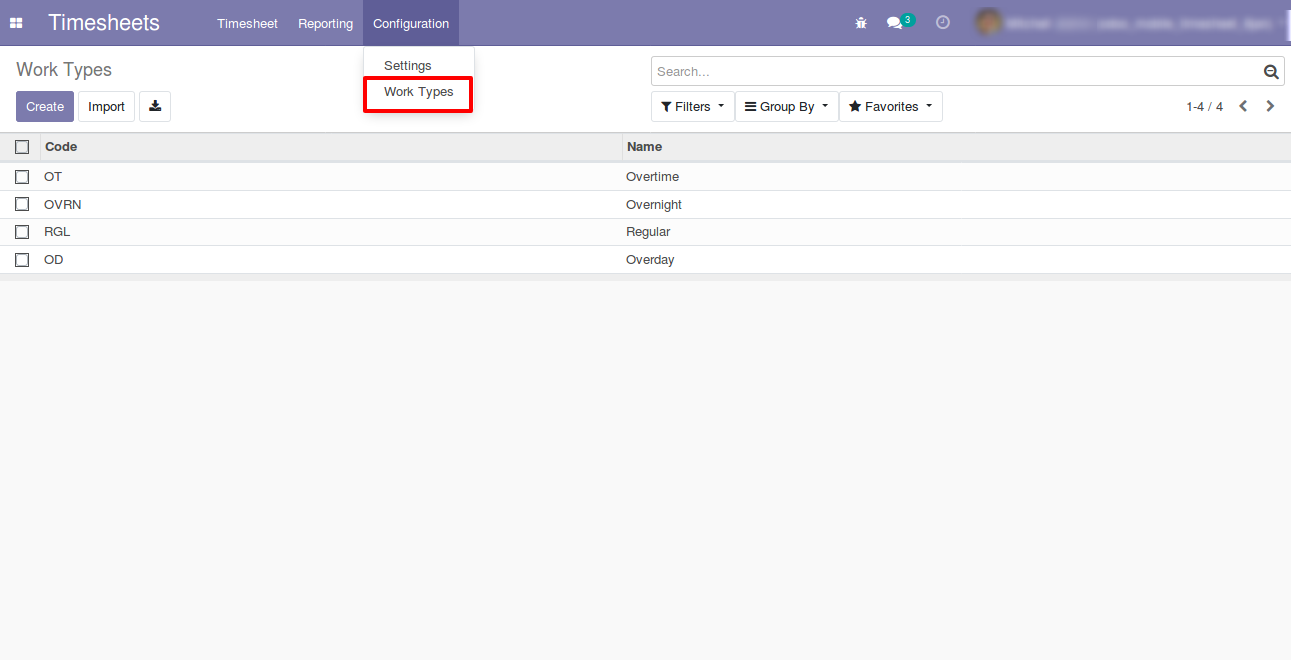 Timesheets Timesheet Reporting Configuration 3
Settings
Work Types
Work Types
Search...
Create Import Filters Group By Favorites 1-4 / 4
Code Name
OT Overtime
OVRN Overnight
RGL Regular
OD Overday